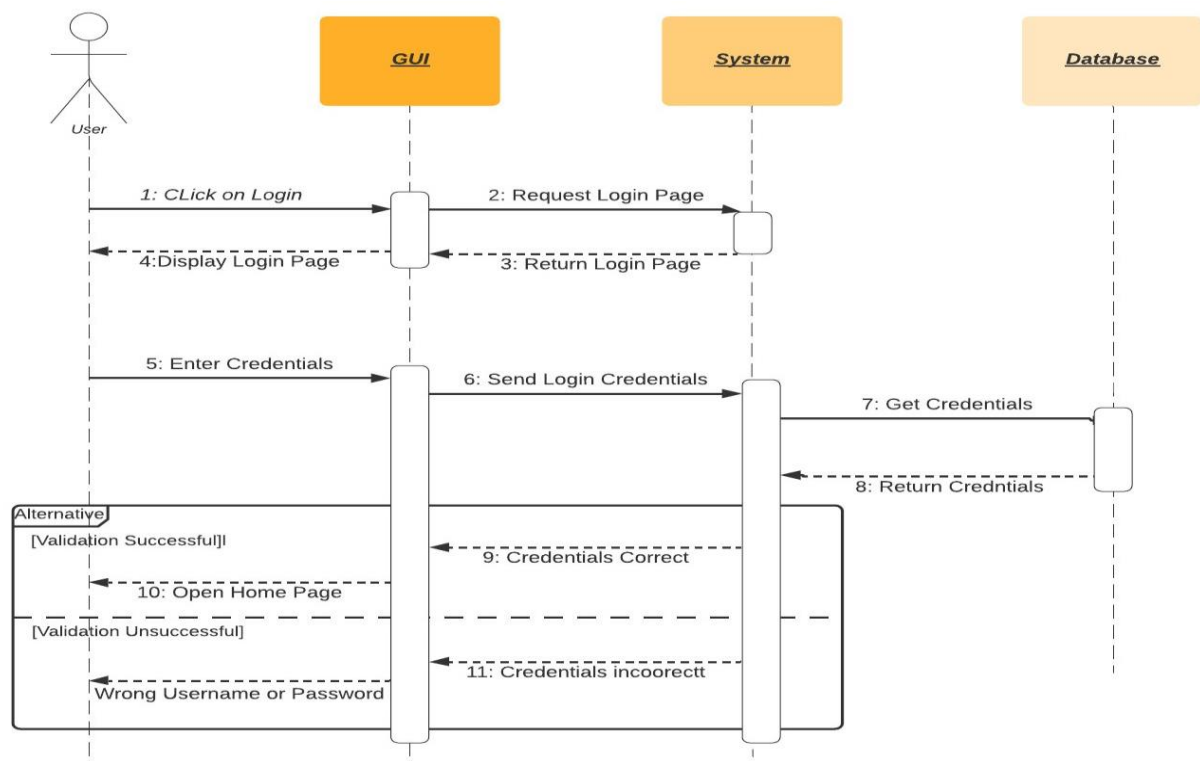 GUI
System
Database
User
1: CLick on Login
2: Request Login Page
4:Display Login Page
3: Return Login Page
5: Enter Credentials
6: Send Login Credentials
7: Get Credentials
8: Return Credntials
Alternative
[Validation Successful]l
9: Credentials Correct
10: Open Home Page
[Validation Unsuccessful]
11: Credentials incoorectt
Wrong Username or Password